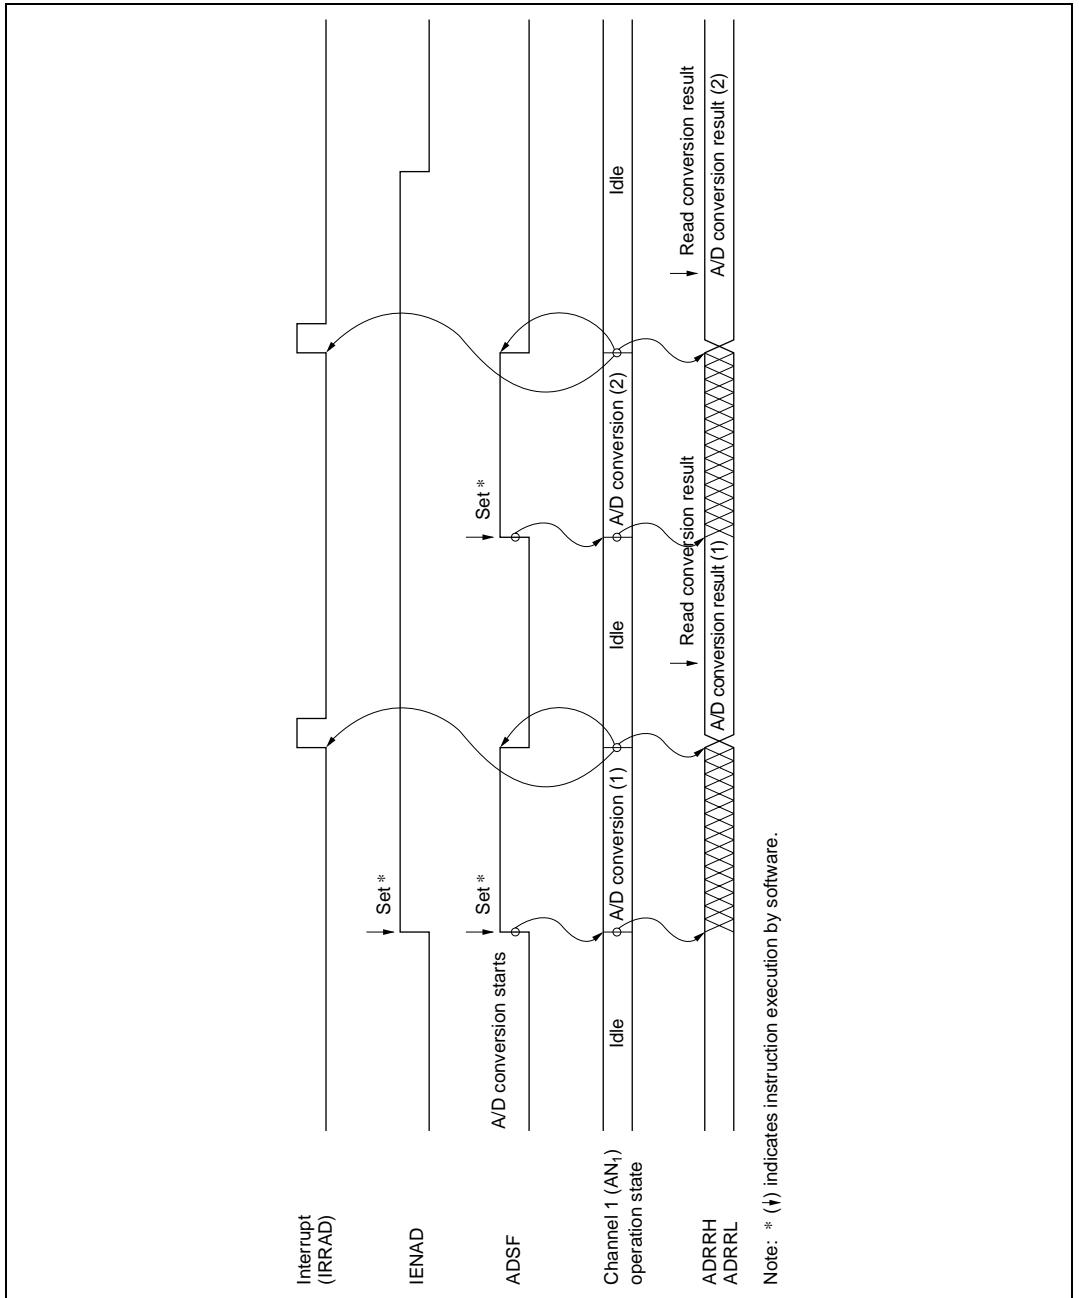 Interrupt
(IRRAD)
IENAD
Set *
ADSF
A/D conversion starts
Set *
Set *
Channel 1 (AN1)
operation state
Idle
A/D conversion (1)
Idle
A/D conversion (2)
Idle
Read conversion result
Read conversion result
ADRRH
ADRRL
A/D conversion result (1)
A/D conversion result (2)
Note: * (↓) indicates instruction execution by software.